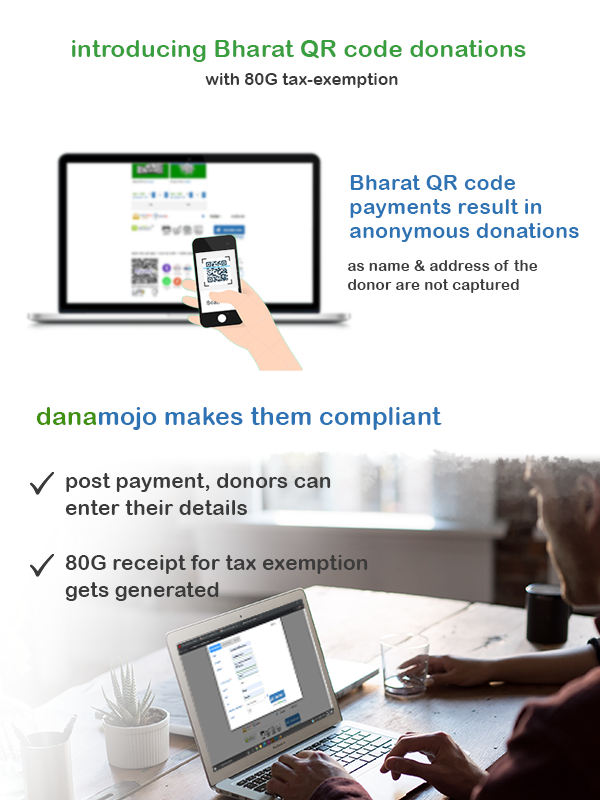 introducing Bharat QR code donations
with 80G tax-exemption
Bharat QR code
payments result in
anonymous donations
as name & address of the
donor are not captured
danamojo makes them compliant
post payment, donors can
enter their details
80G receipt for tax exemption
gets generated